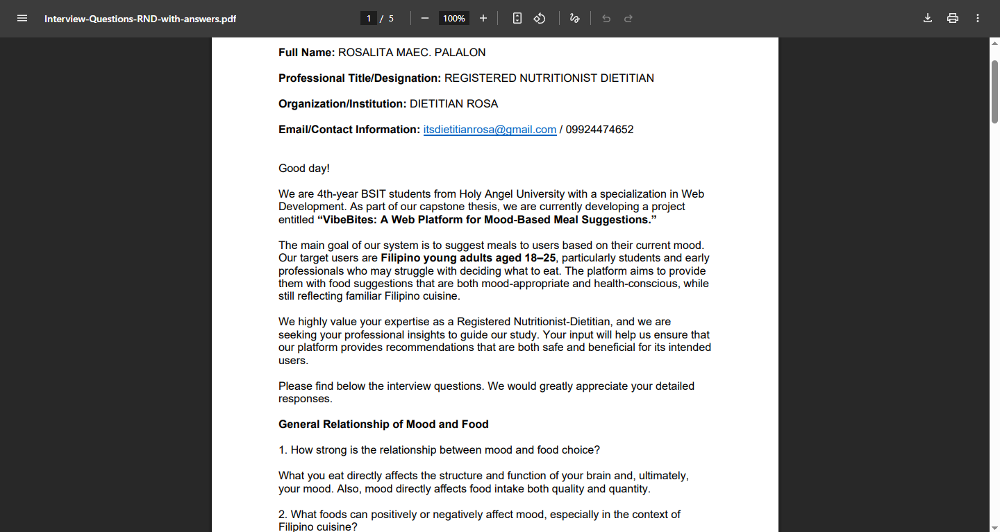 Interview-Questions-RND-with-answers.pdf
1 / 5
100%
Full Name: ROSALITA MAEC. PALALON
Professional Title/Designation: REGISTERED NUTRITIONIST DIETITIAN
Organization/Institution: DIETITIAN ROSA
Email/Contact Information: itsdietitianrosa@gmail.com / 09924474652
Good day!
We are 4th-year BSIT students from Holy Angel University with a specialization in Web
Development. As part of our capstone thesis, we are currently developing a project
entitled “VibeBites: A Web Platform for Mood-Based Meal Suggestions.”
The main goal of our system is to suggest meals to users based on their current mood.
Our target users are Filipino young adults aged 18–25, particularly students and early
professionals who may struggle with deciding what to eat. The platform aims to provide
them with food suggestions that are both mood-appropriate and health-conscious, while
still reflecting familiar Filipino cuisine.
We highly value your expertise as a Registered Nutritionist-Dietitian, and we are
seeking your professional insights to guide our study. Your input will help us ensure that
our platform provides recommendations that are both safe and beneficial for its intended
users.
Please find below the interview questions. We would greatly appreciate your detailed
responses.
General Relationship of Mood and Food
1. How strong is the relationship between mood and food choice?
What you eat directly affects the structure and function of your brain and, ultimately,
your mood. Also, mood directly affects food intake both quality and quantity.
2. What foods can positively or negatively affect mood, especially in the context of
Filipino cuisine?